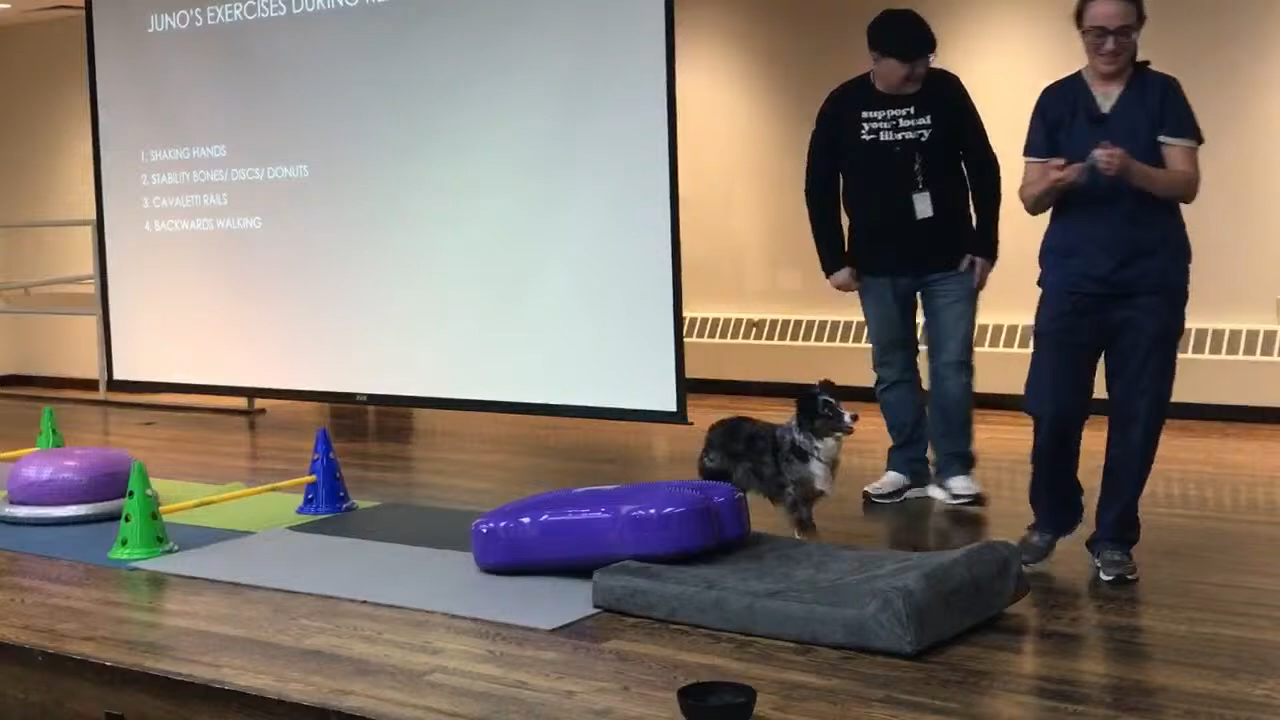 JUNO'S EXERCISES DURING
1. SHAKING HANDS
2. STABILITY BONES/ DISCS/ DONUTS
3. CAVALETTI RAILS
4. BACKWARDS WALKING
support
your local
library